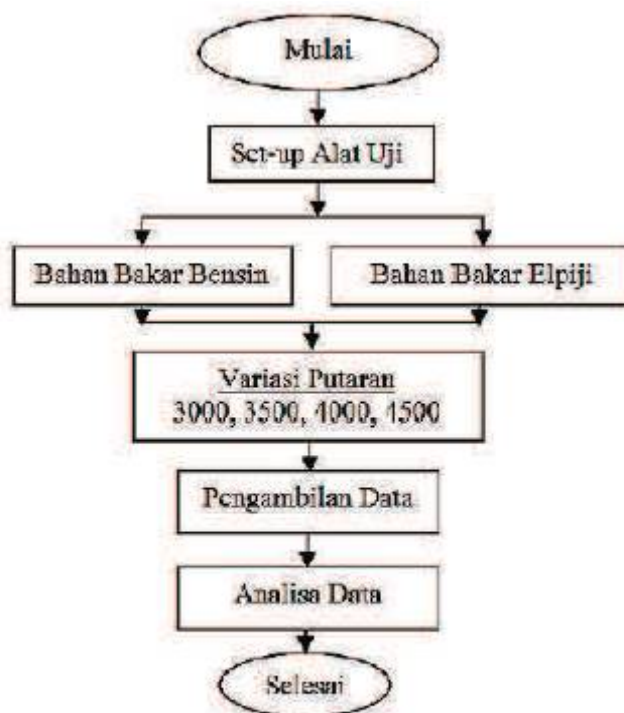 Mulai
Set-up Alat Uji
Bahan Bakar Bensin
Bahan Bakar Elpiji
Variasi Putaran
3000, 3500, 4000, 4500
Pengambilan Data
Analisa Data
Selesai